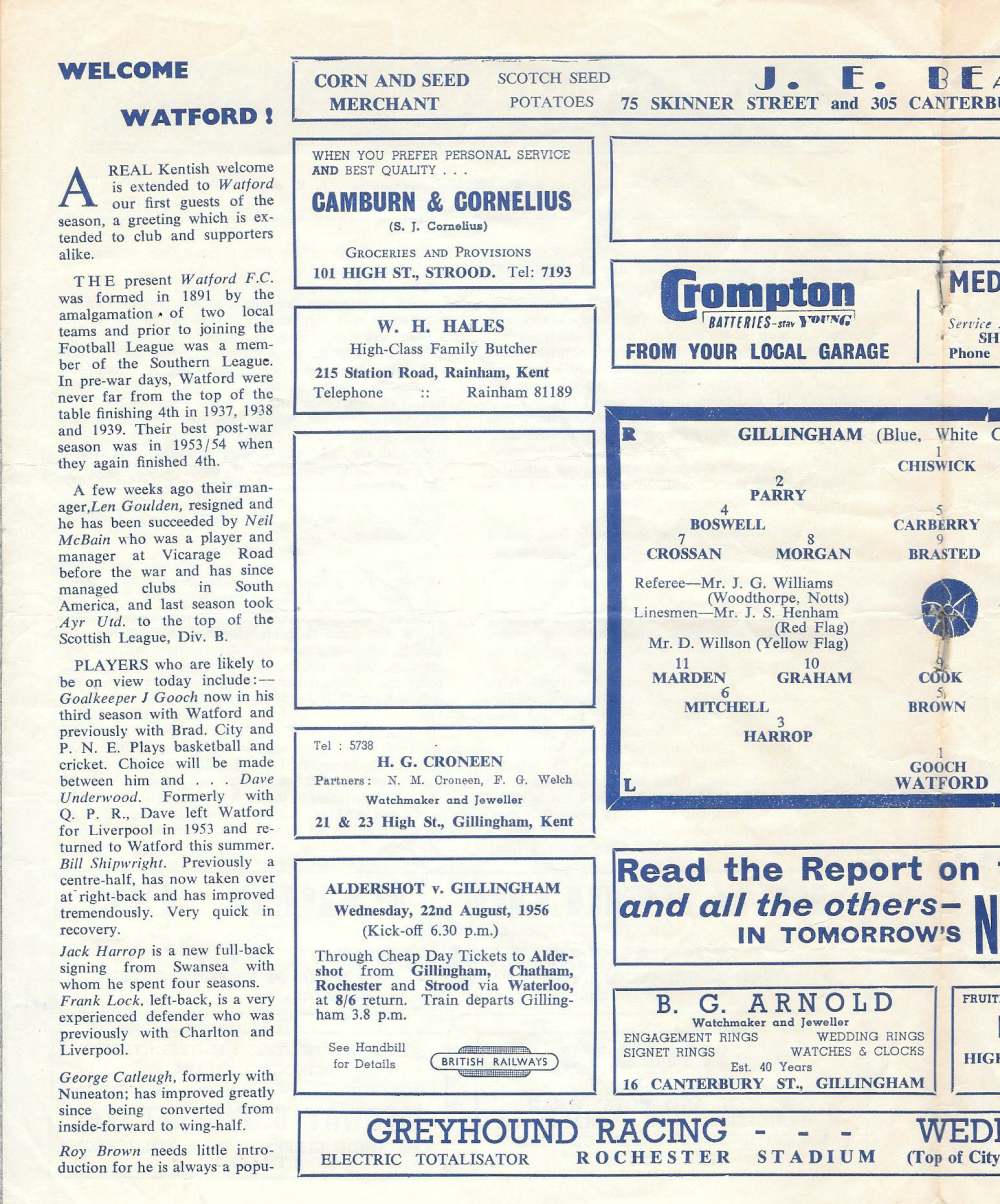 WELCOME
WATFORD !
A REAL Kentish welcome
is extended to Watford
our first guests of the
season, a greeting which is ex-
tended to club and supporters
alike.
THE present Watford F.C.
was formed in 1891 by the
amalgamation of two local
teams and prior to joining the
Football League was a mem-
ber of the Southern League.
In pre-war days, Watford were
never far from the top of the
table finishing 4th in 1937, 1938
and 1939. Their best post-war
season was in 1953/54 when
they again finished 4th.
A few weeks ago their man-
ager,Len Goulden, resigned and
he has been succeeded by Neil
McBain who was a player and
manager at Vicarage Road
before the war and has since
managed clubs in South
America, and last season took
Ayr Utd. to the top of the
Scottish League, Div. B.
PLAYERS who are likely to
be on view today include:—
Goalkeeper J Gooch now in his
third season with Watford and
previously with Brad. City and
P. N. E. Plays basketball and
cricket. Choice will be made
between him and . . . Dave
Underwood. Formerly with
Q. P. R., Dave left Watford
for Liverpool in 1953 and re-
turned to Watford this summer.
Bill Shipwright. Previously a
centre-half, has now taken over
at right-back and has improved
tremendously. Very quick in
recovery.
Jack Harrop is a new full-back
signing from Swansea with
whom he spent four seasons.
Frank Lock, left-back, is a very
experienced defender who was
previously with Charlton and
Liverpool.
George Catleugh, formerly with
Nuneaton; has improved greatly
since being converted from
inside-forward to wing-half.
Roy Brown needs little intro-
duction for he is always a popu-
CORN AND SEED
MERCHANT
SCOTCH SEED
POTATOES
J. E. BEA
75 SKINNER STREET and 305 CANTERBU
WHEN YOU PREFER PERSONAL SERVICE
AND BEST QUALITY . . .
CAMBURN & CORNELIUS
(S. J. Cornelius)
GROCERIES AND PROVISIONS
101 HIGH ST., STROOD. Tel: 7193
W. H. HALES
High-Class Family Butcher
215 Station Road, Rainham, Kent
Telephone :: Rainham 81189
Tel : 5738
H. G. CRONEEN
Partners: N. M. Croneen, F. G. Welch
Watchmaker and Jeweller
21 & 23 High St., Gillingham, Kent
ALDERSHOT v. GILLINGHAM
Wednesday, 22nd August, 1956
(Kick-off 6.30 p.m.)
Through Cheap Day Tickets to Alder-
shot from Gillingham, Chatham,
Rochester and Strood via Waterloo,
at 8/6 return. Train departs Gilling-
ham 3.8 p.m.
See Handbill
for Details
BRITISH RAILWAYS
Crompton
BATTERIES-stay YOUNG
FROM YOUR LOCAL GARAGE
MED
Service
SH
Phone
R GILLINGHAM (Blue, White C
1
CHISWICK
2
PARRY
4 5
BOSWELL CARBERRY
7 8 9
CROSSAN MORGAN BRASTED
Referee—Mr. J. G. Williams
(Woodthorpe, Notts)
Linesmen—Mr. J. S. Henham
(Red Flag)
Mr. D. Willson (Yellow Flag)
11 10 9
MARDEN GRAHAM COOK
6 5
MITCHELL BROWN
3
HARROP
1
GOOCH
L WATFORD
Read the Report on
and all the others—
IN TOMORROW'S
N
B. G. ARNOLD
Watchmaker and Jeweller
ENGAGEMENT RINGS WEDDING RINGS
SIGNET RINGS WATCHES & CLOCKS
Est. 40 Years
16 CANTERBURY ST., GILLINGHAM
FRUIT
HIGH
GREYHOUND RACING - - - WEDN
ELECTRIC TOTALISATOR ROCHESTER STADIUM (Top of City